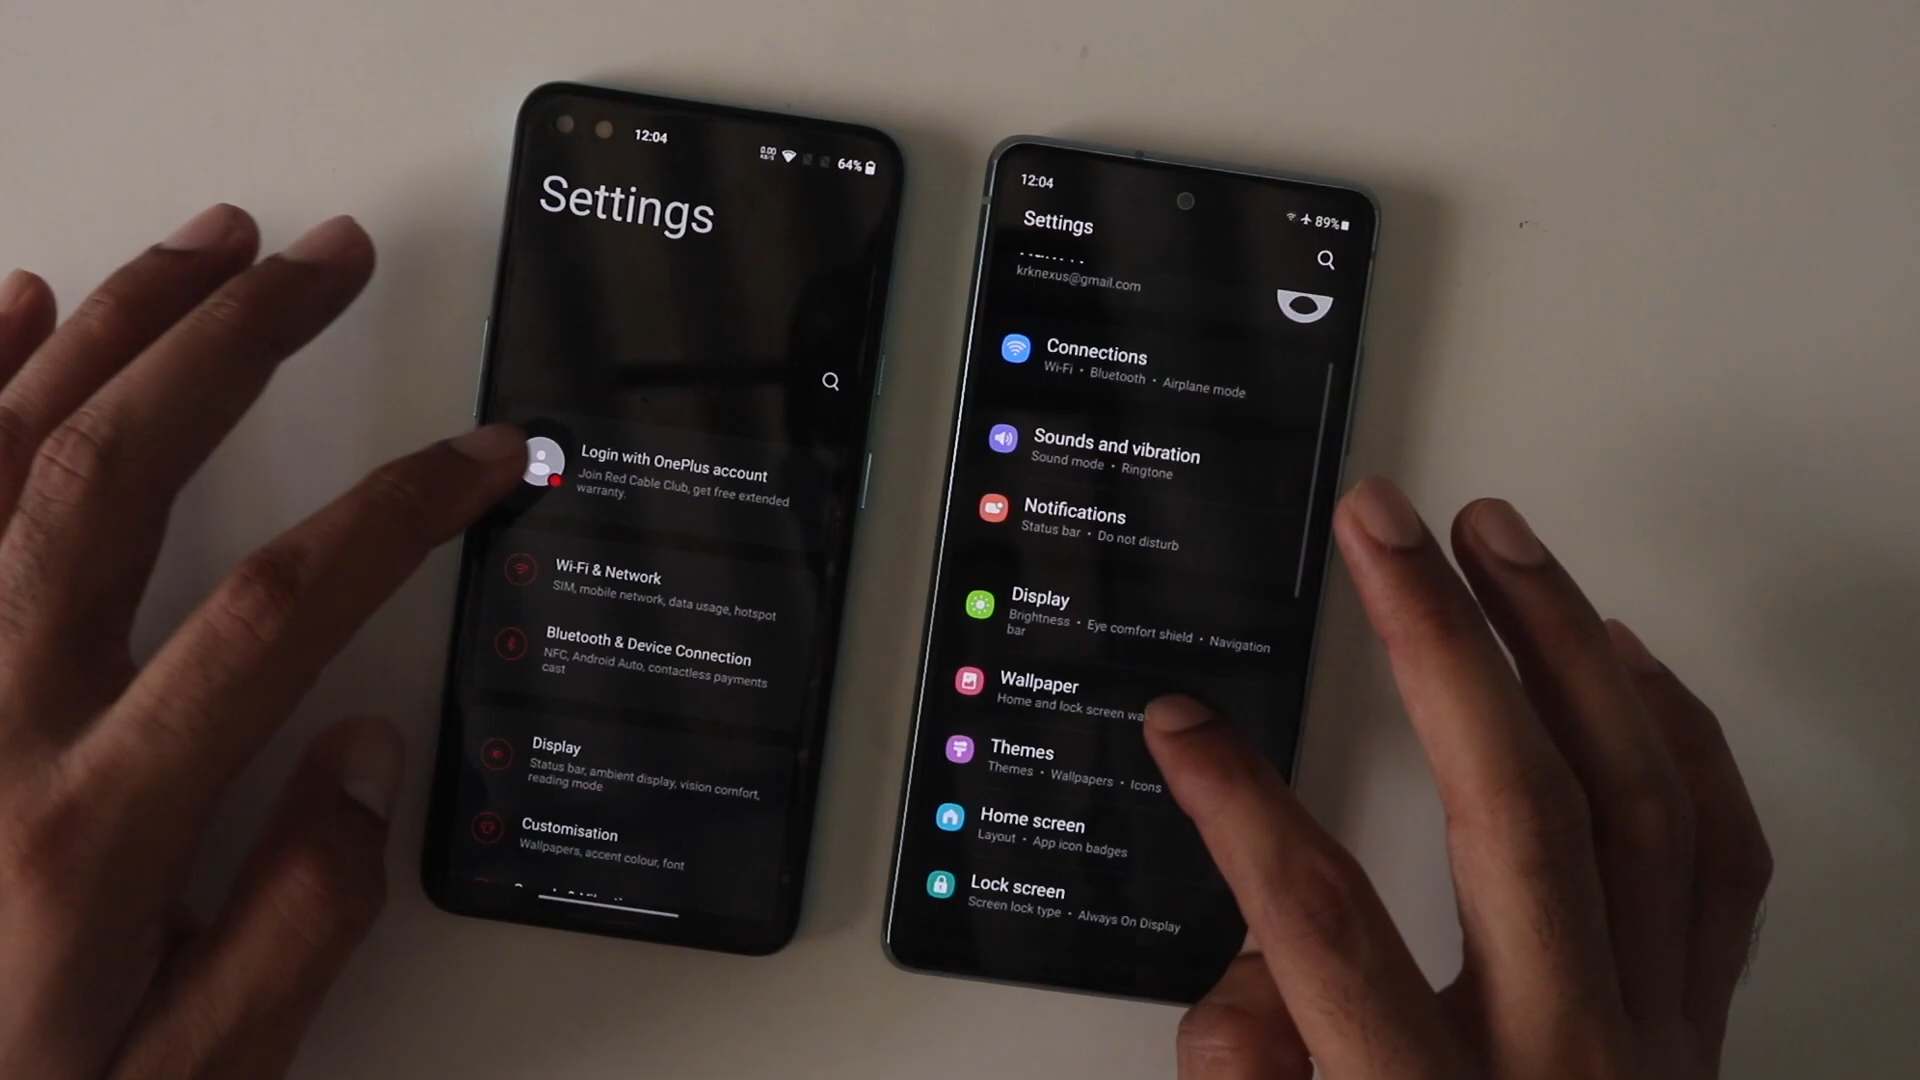 12:04
0.00
64%
Settings
Login with OnePlus account
Join Red Cable Club, get free extended
warranty.
Wi-Fi & Network
SIM, mobile network, data usage, hotspot
Bluetooth & Device Connection
NFC, Android Auto, contactless payments
cast
Display
Status bar, ambient display, vision comfort,
reading mode
Customisation
Wallpapers, accent colour, font
12:04
89%
Settings
krknexus@gmail.com
Connections
Wi-Fi • Bluetooth • Airplane mode
Sounds and vibration
Sound mode • Ringtone
Notifications
Status bar • Do not disturb
Display
Brightness • Eye comfort shield • Navigation
bar
Wallpaper
Home and lock screen wa
Themes
Themes • Wallpapers • Icons
Home screen
Layout • App icon badges
Lock screen
Screen lock type • Always On Display